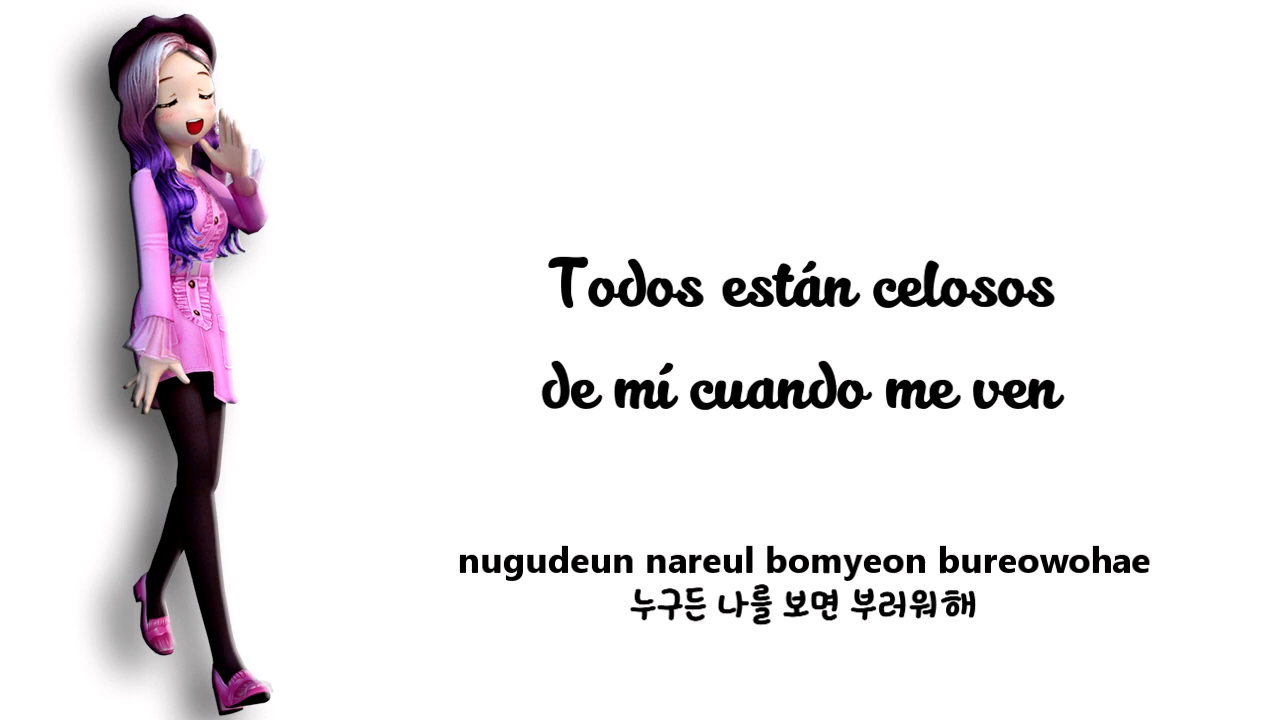 Todos están celosos
de mí cuando me ven
nugudeun nareul bomyeon bureowohae
누구든 나를 보면 부러워해